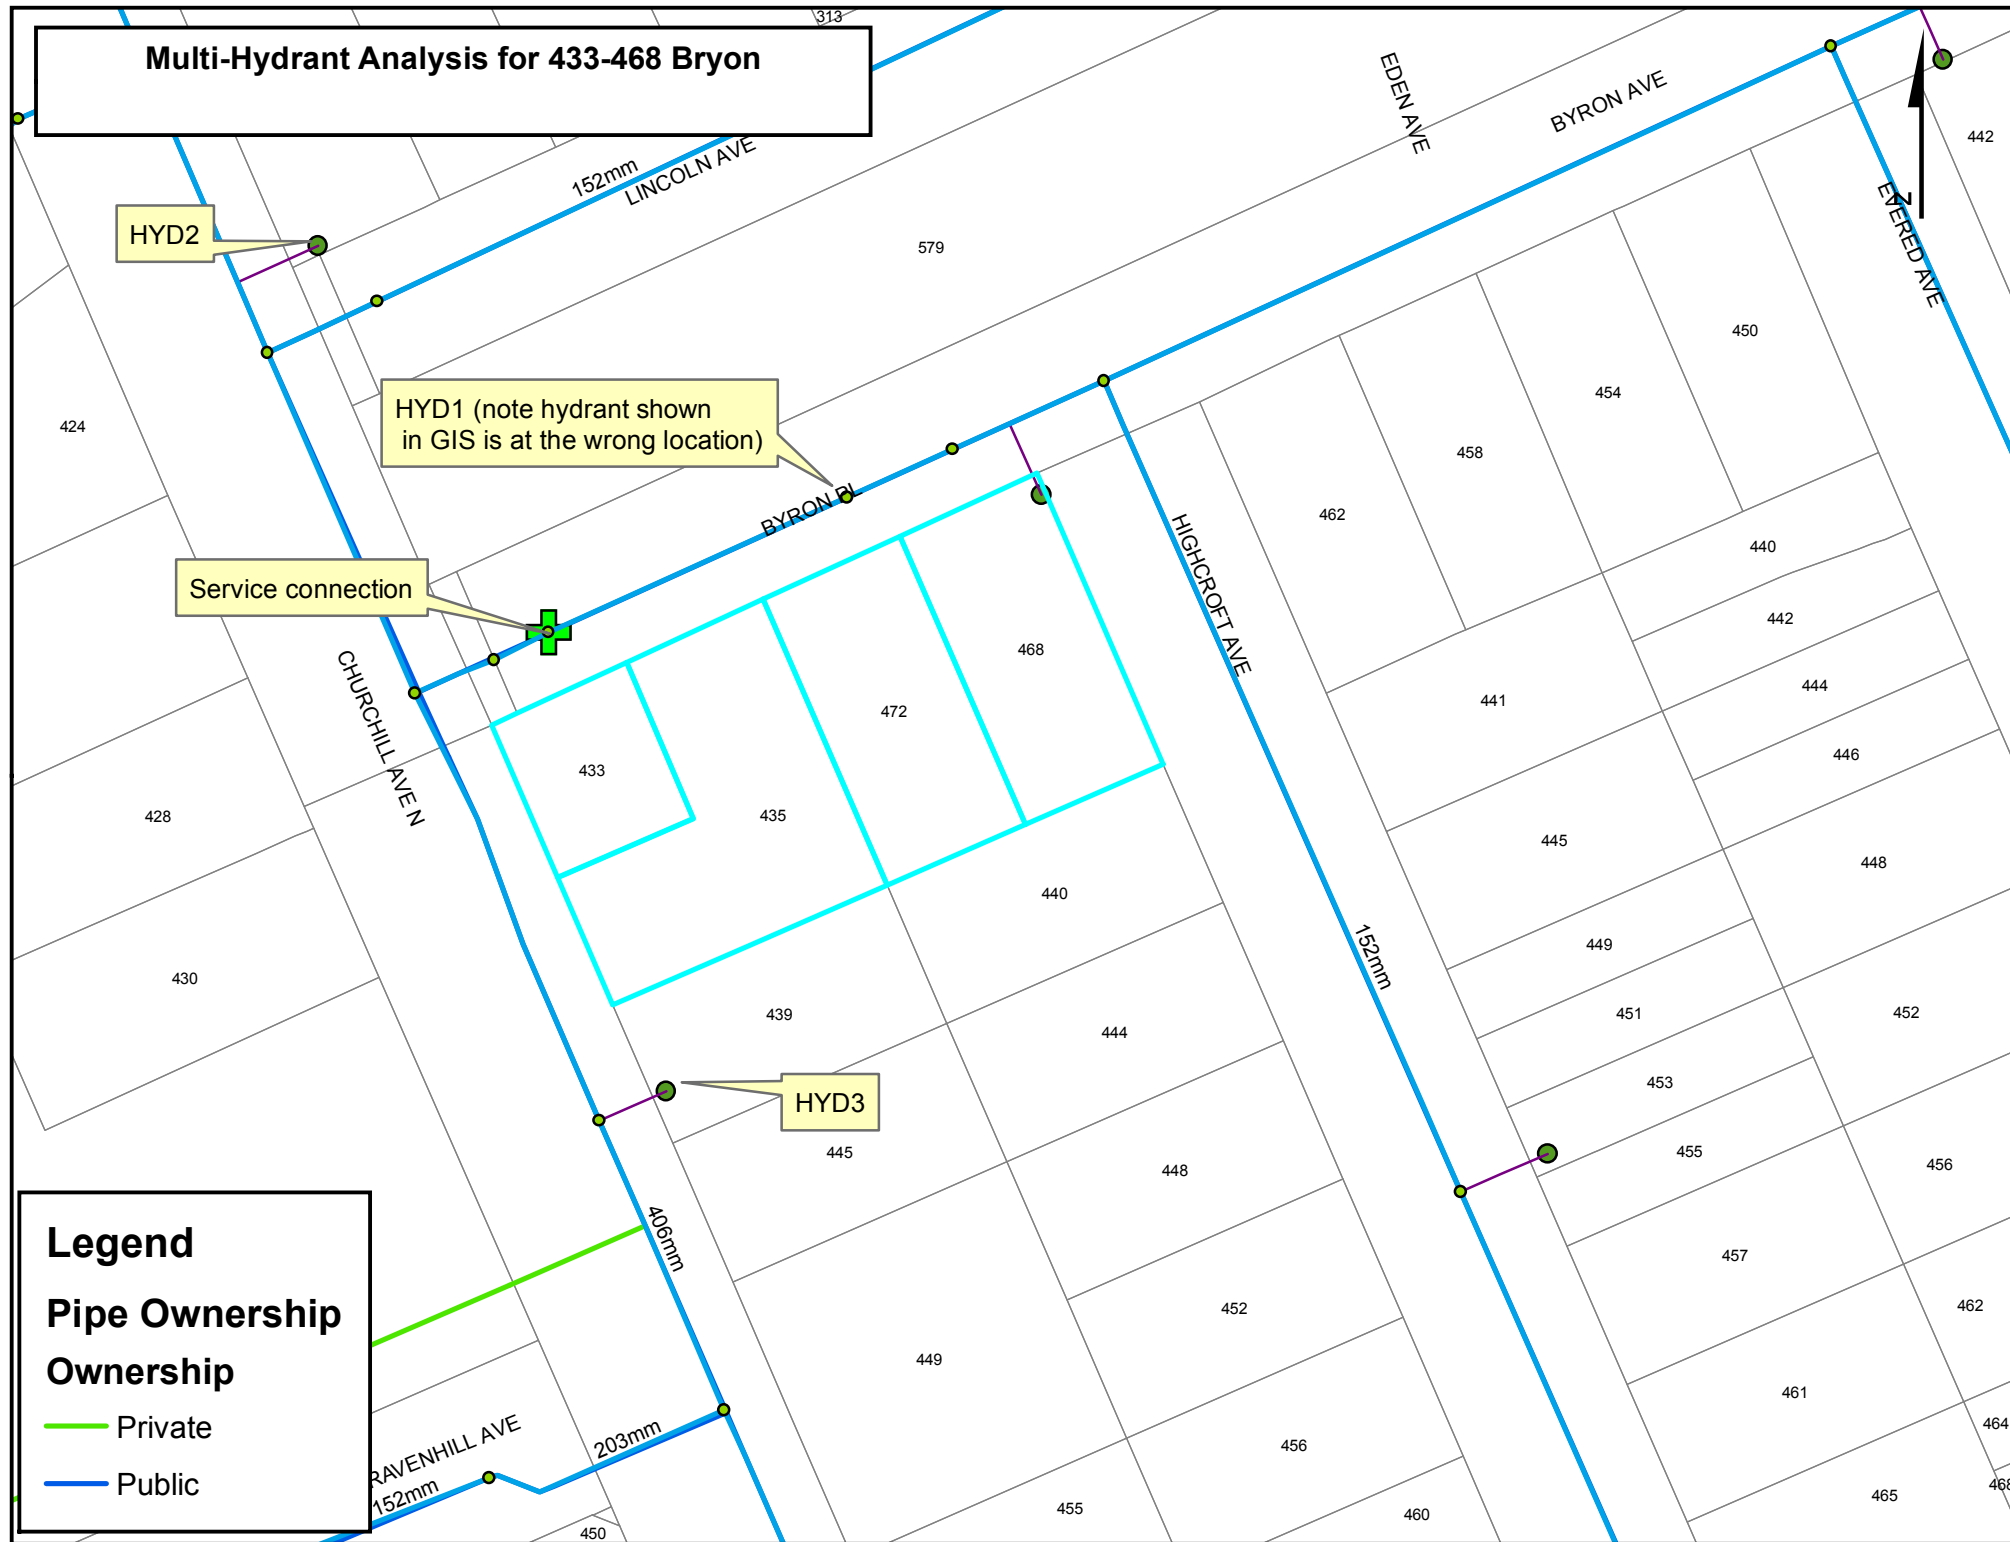 313
Multi-Hydrant Analysis for 433-468 Bryon
EDEN AVE
BYRON AVE
442
152mm
LINCOLN AVE
EVERED AVE
N
HYD2
579
450
454
424
HYD1 (note hydrant shown
in GIS is at the wrong location)
458
BYRON PL
462
HIGHCROFT AVE
440
Service connection
442
CHURCHILL AVE N
468
444
441
472
446
433
428
435
445
448
440
152mm
449
430
439
444
451
452
453
HYD3
445
455
448
456
406mm
457
Legend
Pipe Ownership
Ownership
Private
Public
452
462
449
461
464
RAVENHILL AVE
203mm
152mm
456
468
455
460
465
450